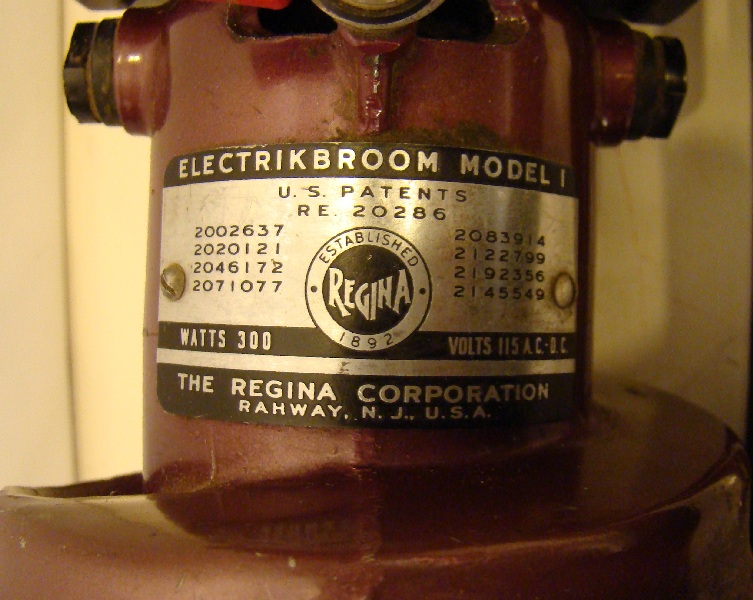 ELECTRIKBROOM MODEL 1
U.S. PATENTS
RE. 20286
2002637
2020121
2046172
2071077
ESTABLISHED
REGINA
1892
2083914
2122799
2192356
2145549
WATTS 300
VOLTS 115 A.C.-D.C.
THE REGINA CORPORATION
RAHWAY, N. J., U.S.A.